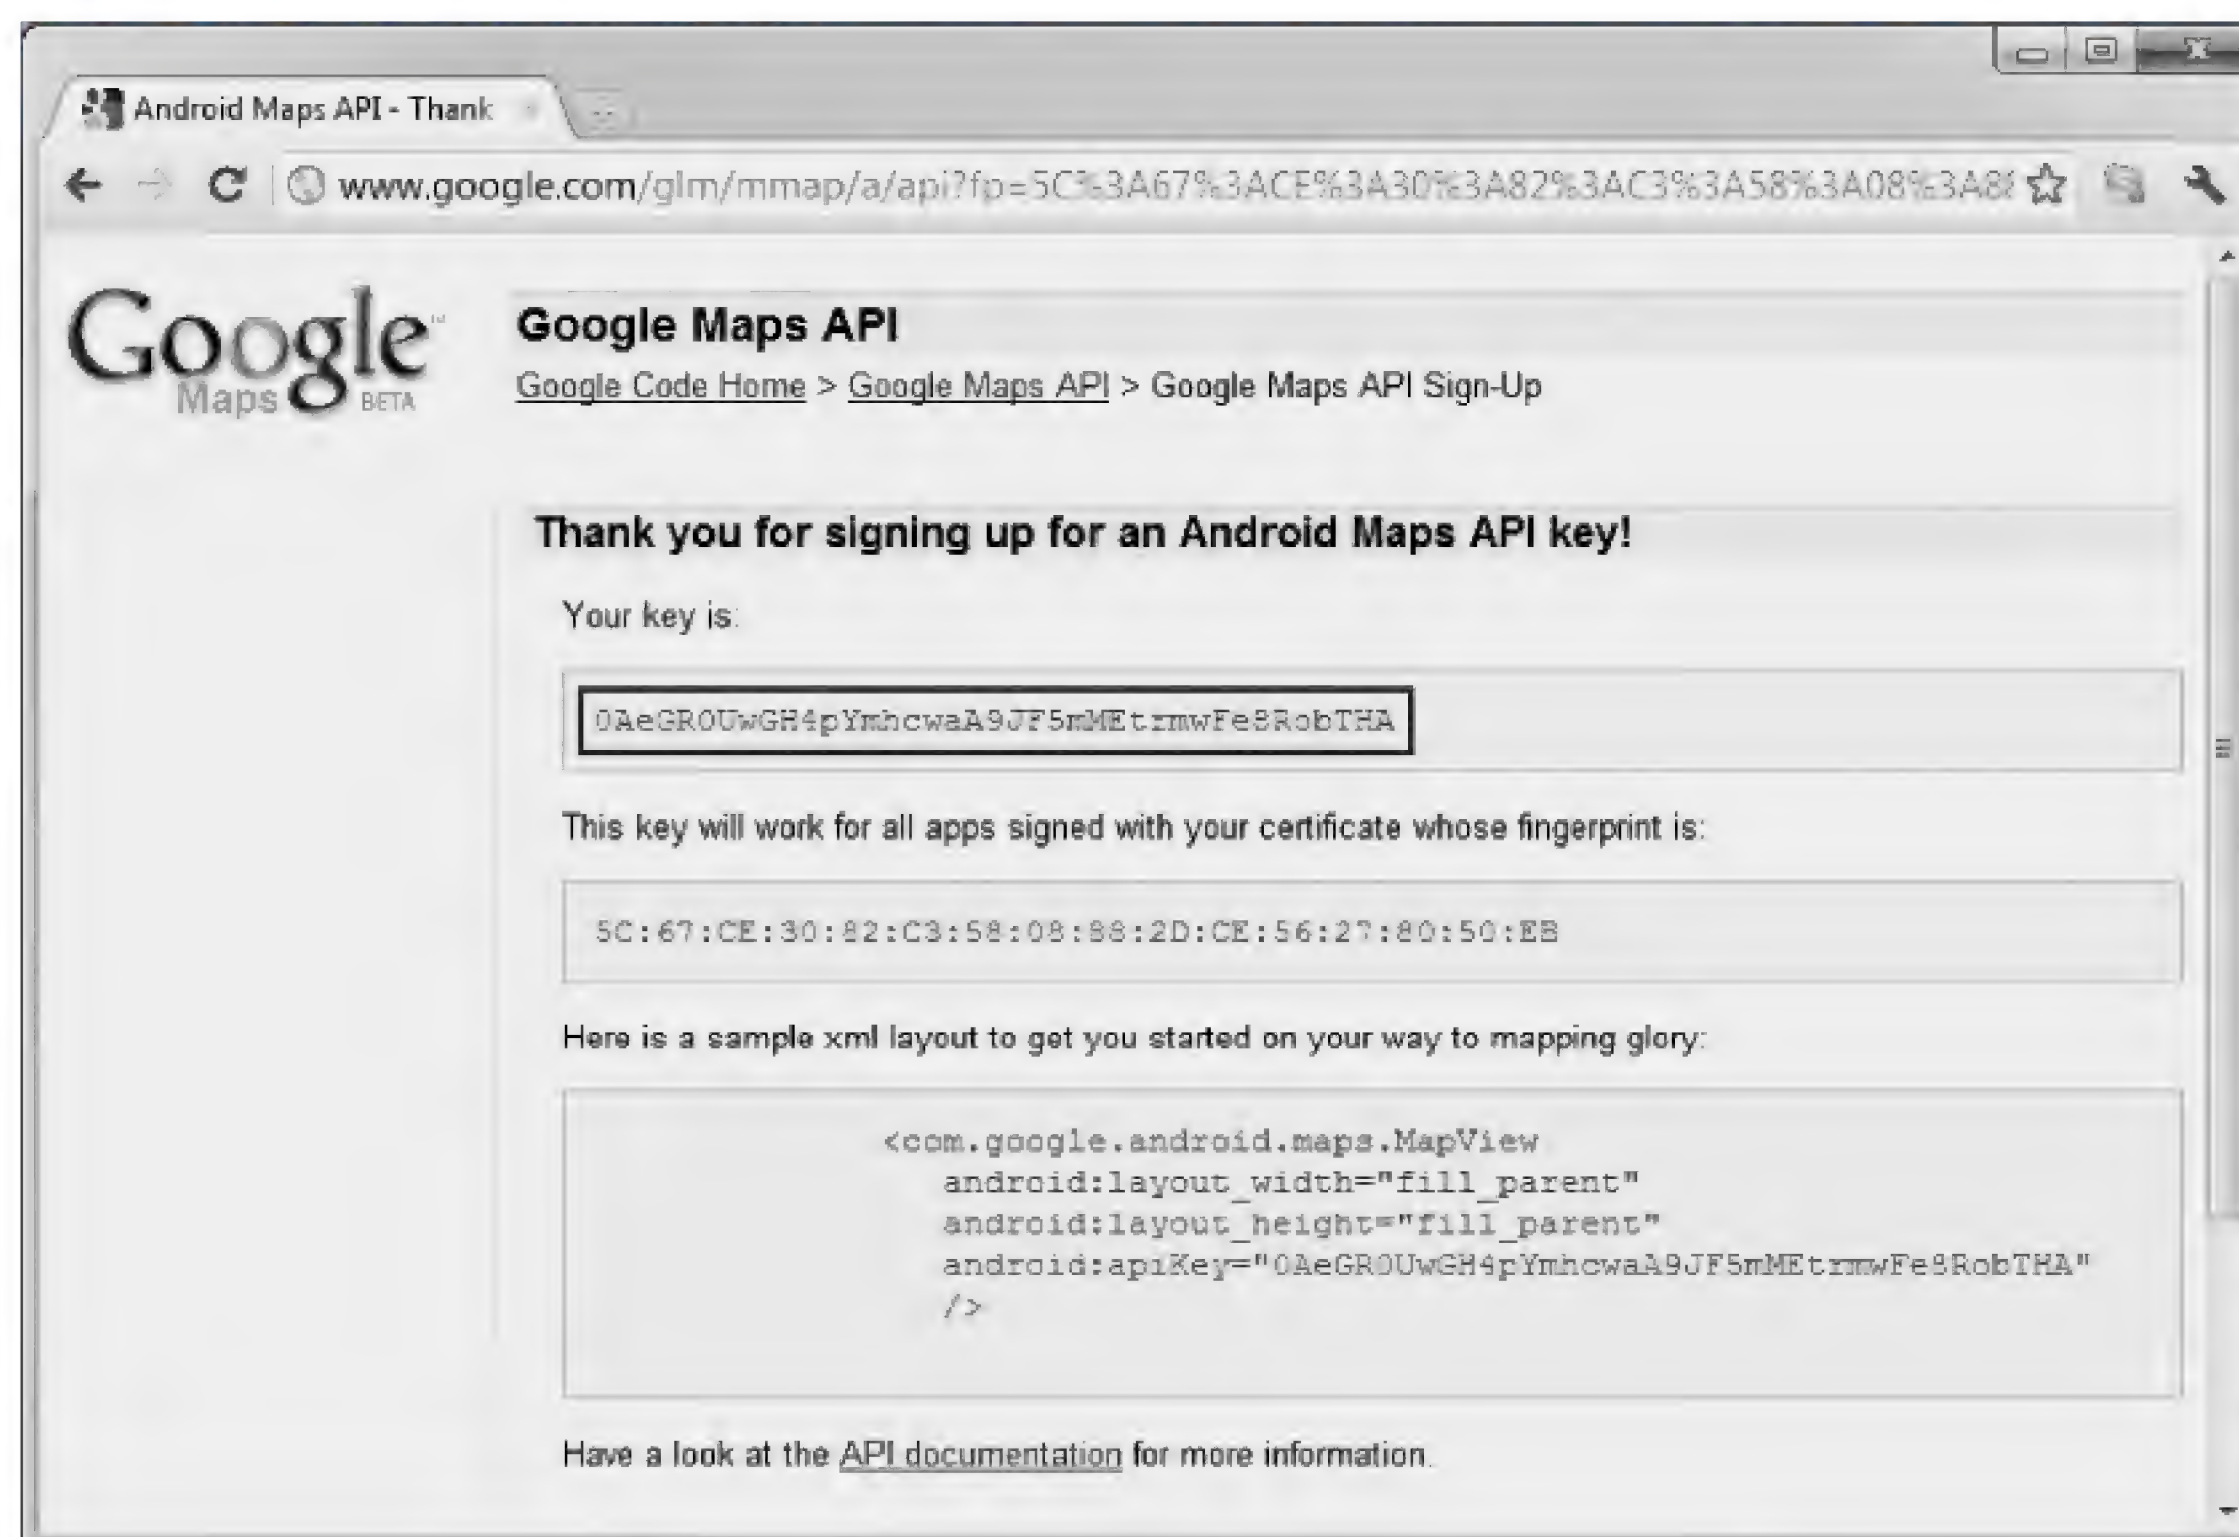 Android Maps API - Thank
www.google.com/glm/mmap/a/api?fp=5C%3A67%3ACE%3A30%3A82%3AC3%3A58%3A08%3A88
Google Maps BETA
Google Maps API
Google Code Home > Google Maps API > Google Maps API Sign-Up
Thank you for signing up for an Android Maps API key!
Your key is:
0AeGR0UwGH4pYmhcwaA9JF5mMEtrmwFe8RobTHA
This key will work for all apps signed with your certificate whose fingerprint is:
5C:67:CE:30:82:C3:58:08:88:2D:CE:56:27:80:50:EB
Here is a sample xml layout to get you started on your way to mapping glory:
<com.google.android.maps.MapView
android:layout_width="fill_parent"
android:layout_height="fill_parent"
android:apiKey="0AeGR0UwGH4pYmhcwaA9JF5mMEtrmwFe8RobTHA"
/>
Have a look at the API documentation for more information.